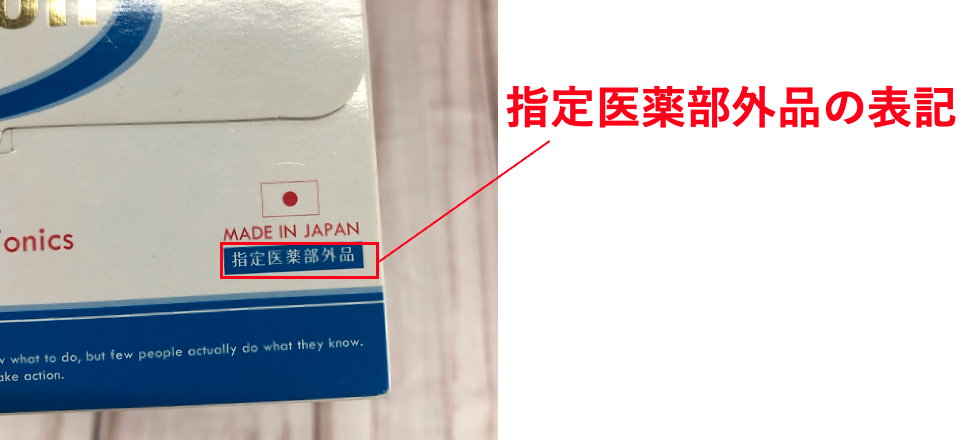 指定医薬部外品の表記
onics
MADE IN JAPAN
指定医薬部外品
w what to do, but few people actually do what they know.
ake action.